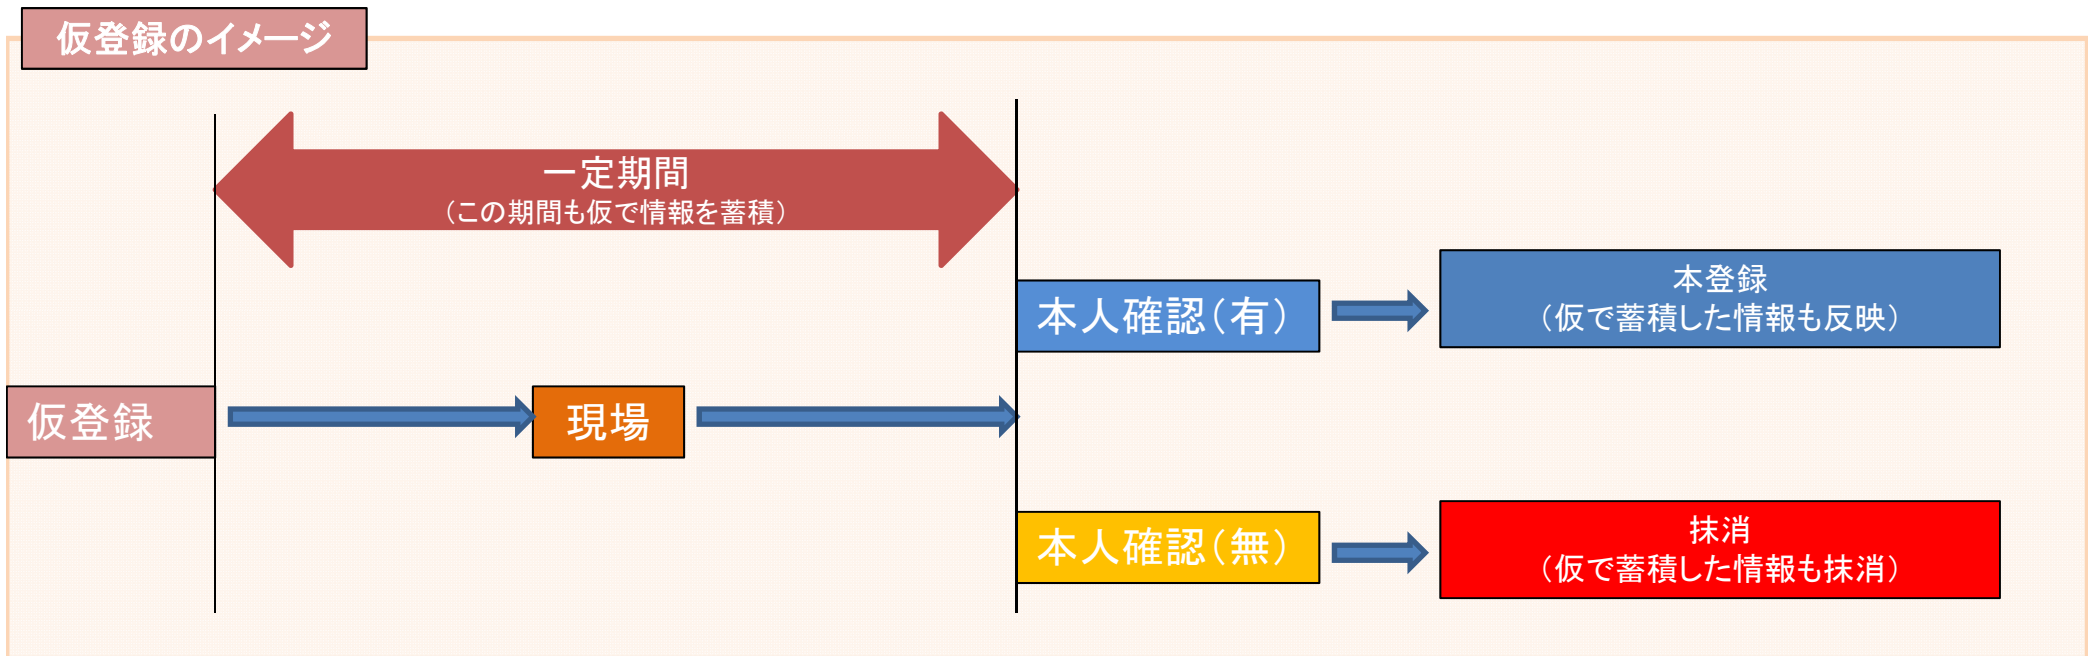 仮登録のイメージ
一定期間
（この期間も仮で情報を蓄積）
本人確認（有）
本登録
（仮で蓄積した情報も反映）
仮登録
現場
本人確認（無）
抹消
（仮で蓄積した情報も抹消）